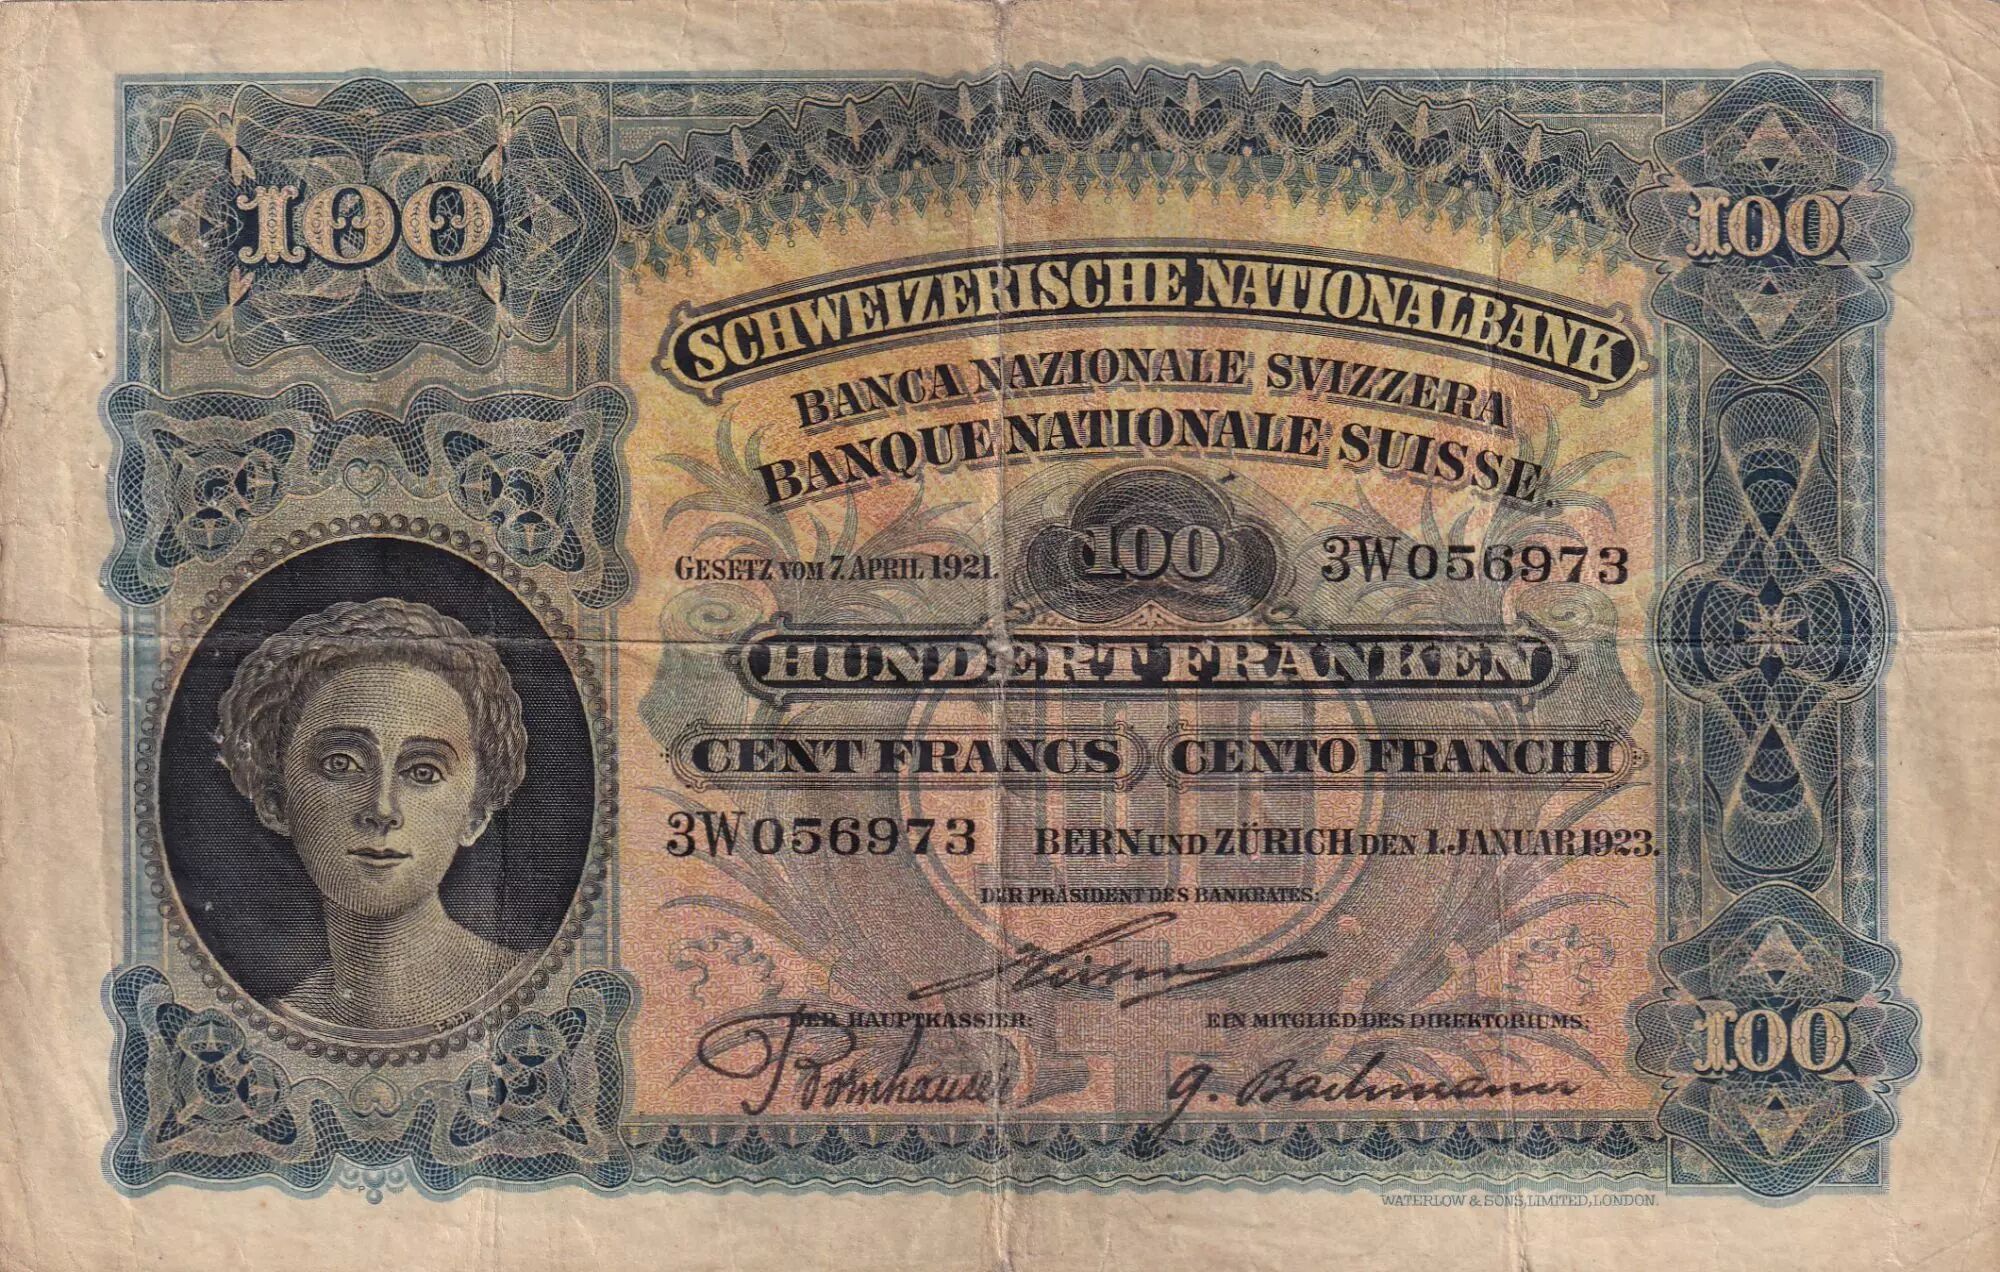 100
100
SCHWEIZERISCHE NATIONALBANK
BANCA NAZIONALE SVIZZERA
BANQUE NATIONALE SUISSE.
GESETZ VOM 7. APRIL 1921.
100
3W056973
HUNDERT FRANKEN
CENT FRANCS
CENTO FRANCHI
3W056973
BERN UND ZÜRICH DEN 1. JANUAR 1923.
DER PRÄSIDENT DES BANKRATES:
DER HAUPTKASSIER:
EIN MITGLIED DES DIREKTORIUMS:
Bornhauser
G. Bachmann
100
WATERLOW & SONS, LIMITED, LONDON.